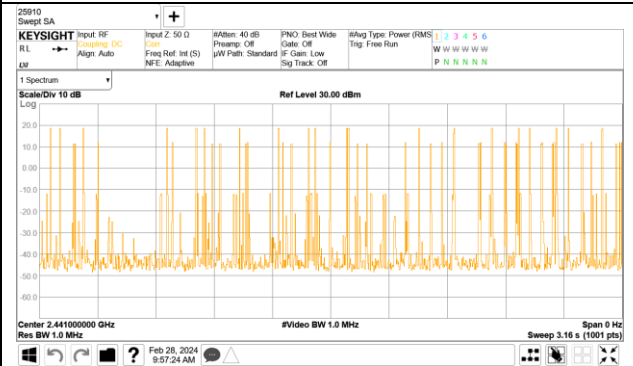 25910
Swept SA
KEYSIGHT Input: RF Input Z: 50 Ω #Atten: 40 dB PNO: Best Wide #Avg Type: Power (RMS 1 2 3 4 5 6
RL Coupling: DC Corr Preamp: Off Gate: Off Trig: Free Run W W W W W W
Align: Auto Freq Ref: Int (S) µW Path: Standard IF Gain: Low P N N N N N
NFE: Adaptive Sig Track: Off
1 Spectrum
Scale/Div 10 dB Ref Level 30.00 dBm
Log
20.0
10.0
0.00
-10.0
-20.0
-30.0
-40.0
-50.0
-60.0
Center 2.441000000 GHz #Video BW 1.0 MHz Span 0 Hz
Res BW 1.0 MHz Sweep 3.16 s (1001 pts)
? Feb 28, 2024
9:57:24 AM